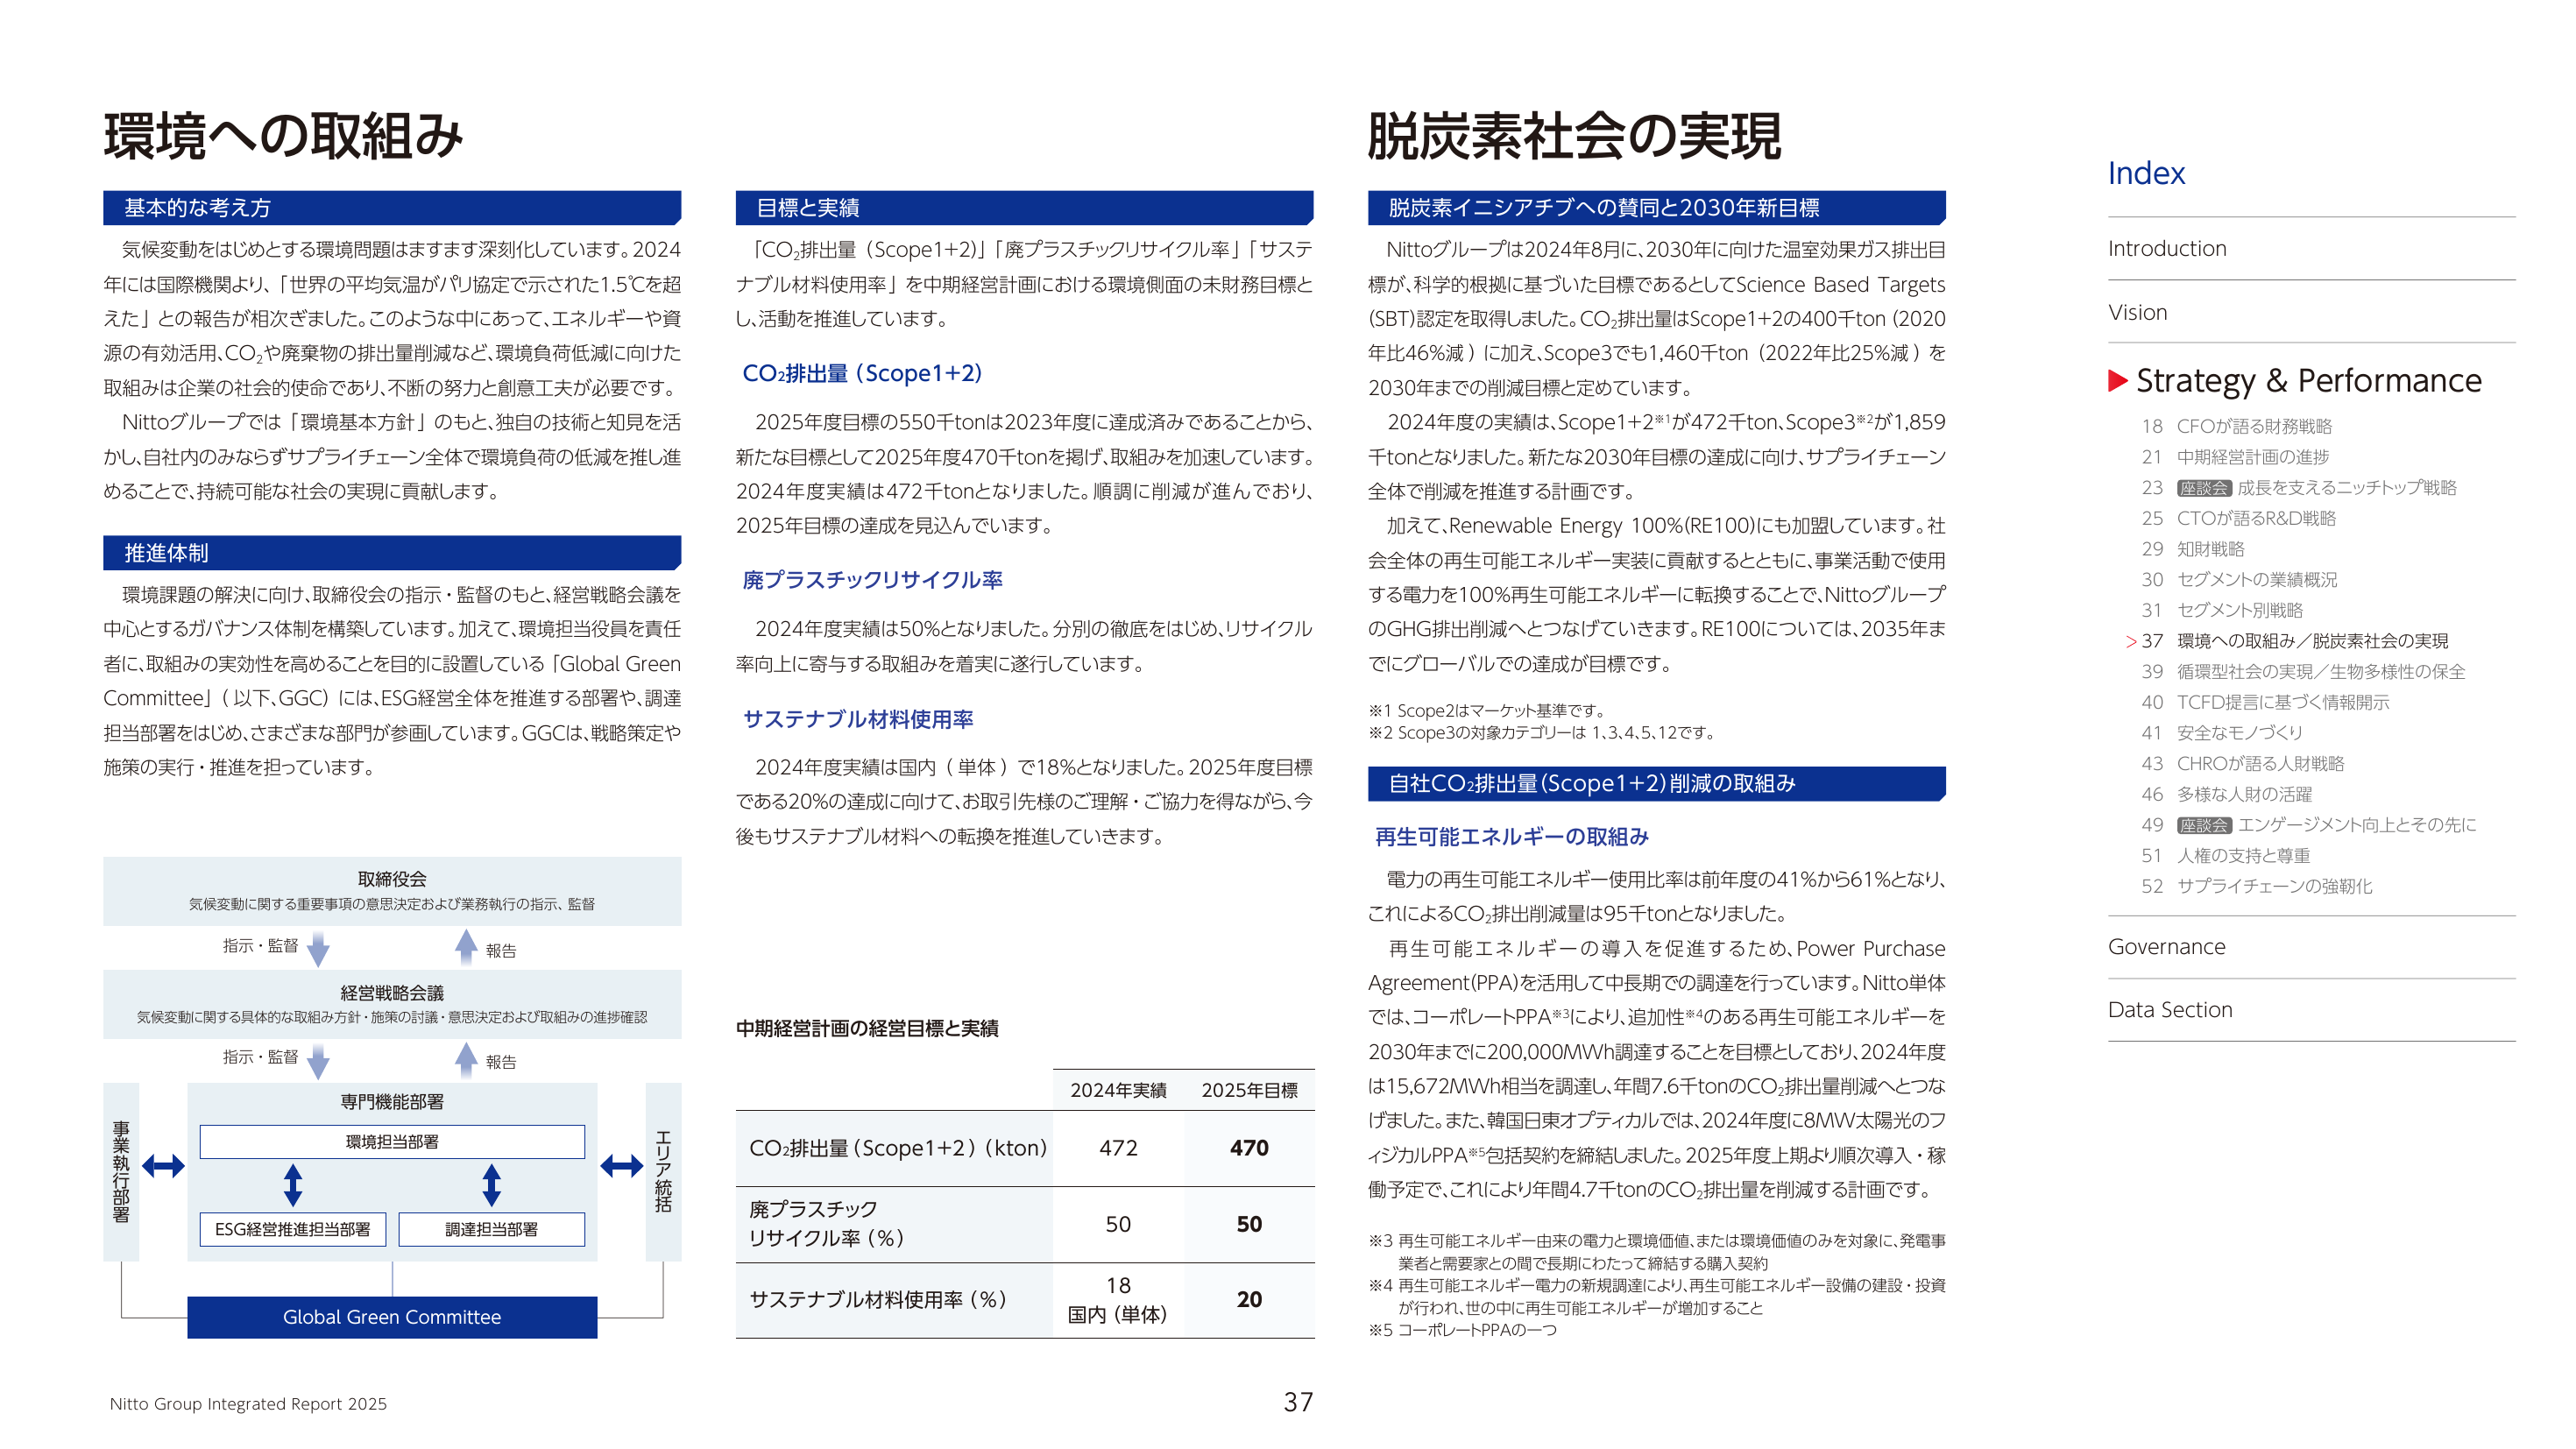 環境への取組み
基本的な考え方
気候変動をはじめとする環境問題はますます深刻化しています。2024
年には国際機関より、「世界の平均気温がパリ協定で示された1.5℃を超
えた」との報告が相次ぎました。このような中にあって、エネルギーや資
源の有効活用、CO₂や廃棄物の排出量削減など、環境負荷低減に向けた
取組みは企業の社会的使命であり、不断の努力と創意工夫が必要です。
Nittoグループでは「環境基本方針」のもと、独自の技術と知見を活
かし、自社内のみならずサプライチェーン全体で環境負荷の低減を推し進
めることで、持続可能な社会の実現に貢献します。
推進体制
環境課題の解決に向け、取締役会の指示・監督のもと、経営戦略会議を
中心とするガバナンス体制を構築しています。加えて、環境担当役員を責任
者に、取組みの実効性を高めることを目的に設置している「Global Green
Committee」（以下、GGC）には、ESG経営全体を推進する部署や、調達
担当部署をはじめ、さまざまな部門が参画しています。GGCは、戦略策定や
施策の実行・推進を担っています。
取締役会
気候変動に関する重要事項の意思決定および業務執行の指示、監督
指示・監督
報告
経営戦略会議
気候変動に関する具体的な取組み方針・施策の討議・意思決定および取組みの進捗確認
指示・監督
報告
事業執行部署
専門機能部署
環境担当部署
ESG経営推進担当部署
調達担当部署
エリア統括
Global Green Committee
目標と実績
「CO₂排出量（Scope1+2）」「廃プラスチックリサイクル率」「サステ
ナブル材料使用率」を中期経営計画における環境側面の未財務目標と
し、活動を推進しています。
CO₂排出量（Scope1+2）
2025年度目標の550千tonは2023年度に達成済みであることから、
新たな目標として2025年度470千tonを掲げ、取組みを加速しています。
2024年度実績は472千tonとなりました。順調に削減が進んでおり、
2025年目標の達成を見込んでいます。
廃プラスチックリサイクル率
2024年度実績は50%となりました。分別の徹底をはじめ、リサイクル
率向上に寄与する取組みを着実に遂行しています。
サステナブル材料使用率
2024年度実績は国内（単体）で18%となりました。2025年度目標
である20%の達成に向けて、お取引先様のご理解・ご協力を得ながら、今
後もサステナブル材料への転換を推進していきます。
中期経営計画の経営目標と実績
2024年実績 2025年目標
CO₂排出量（Scope1+2）（kton） 472 470
廃プラスチック
リサイクル率（%） 50 50
サステナブル材料使用率（%） 18 国内（単体） 20
脱炭素社会の実現
脱炭素イニシアチブへの賛同と2030年新目標
Nittoグループは2024年8月に、2030年に向けた温室効果ガス排出目
標が、科学的根拠に基づいた目標であるとしてScience Based Targets
(SBT)認定を取得しました。CO₂排出量はScope1+2の400千ton（2020
年比46%減）に加え、Scope3でも1,460千ton（2022年比25%減）を
2030年までの削減目標と定めています。
2024年度の実績は、Scope1+2※1が472千ton、Scope3※2が1,859
千tonとなりました。新たな2030年目標の達成に向け、サプライチェーン
全体で削減を推進する計画です。
加えて、Renewable Energy 100%(RE100)にも加盟しています。社
会全体の再生可能エネルギー実装に貢献するとともに、事業活動で使用
する電力を100%再生可能エネルギーに転換することで、Nittoグループ
のGHG排出削減へとつなげていきます。RE100については、2035年ま
でにグローバルでの達成が目標です。
※1 Scope2はマーケット基準です。
※2 Scope3の対象カテゴリーは 1、3、4、5、12です。
自社CO₂排出量（Scope1+2）削減の取組み
再生可能エネルギーの取組み
電力の再生可能エネルギー使用比率は前年度の41%から61%となり、
これによるCO₂排出削減量は95千tonとなりました。
再生可能エネルギーの導入を促進するため、Power Purchase
Agreement(PPA)を活用して中長期での調達を行っています。Nitto単体
では、コーポレートPPA※3により、追加性※4のある再生可能エネルギーを
2030年までに200,000MWh調達することを目標としており、2024年度
は15,672MWh相当を調達し、年間7.6千tonのCO₂排出量削減へとつな
げました。また、韓国日東オプティカルでは、2024年度に8MW太陽光のフ
ィジカルPPA※5包括契約を締結しました。2025年度上期より順次導入・稼
働予定で、これにより年間4.7千tonのCO₂排出量を削減する計画です。
※3 再生可能エネルギー由来の電力と環境価値、または環境価値のみを対象に、発電事
業者と需要家との間で長期にわたって締結する購入契約
※4 再生可能エネルギー電力の新規調達により、再生可能エネルギー設備の建設・投資
が行われ、世の中に再生可能エネルギーが増加すること
※5 コーポレートPPAの一つ
Index
Introduction
Vision
Strategy & Performance
18 CFOが語る財務戦略
21 中期経営計画の進捗
23 座談会 成長を支えるニッチトップ戦略
25 CTOが語るR&D戦略
29 知財戦略
30 セグメントの業績概況
31 セグメント別戦略
>37 環境への取組み／脱炭素社会の実現
39 循環型社会の実現／生物多様性の保全
40 TCFD提言に基づく情報開示
41 安全なモノづくり
43 CHROが語る人財戦略
46 多様な人財の活躍
49 座談会 エンゲージメント向上とその先に
51 人権の支持と尊重
52 サプライチェーンの強靭化
Governance
Data Section
Nitto Group Integrated Report 2025
37